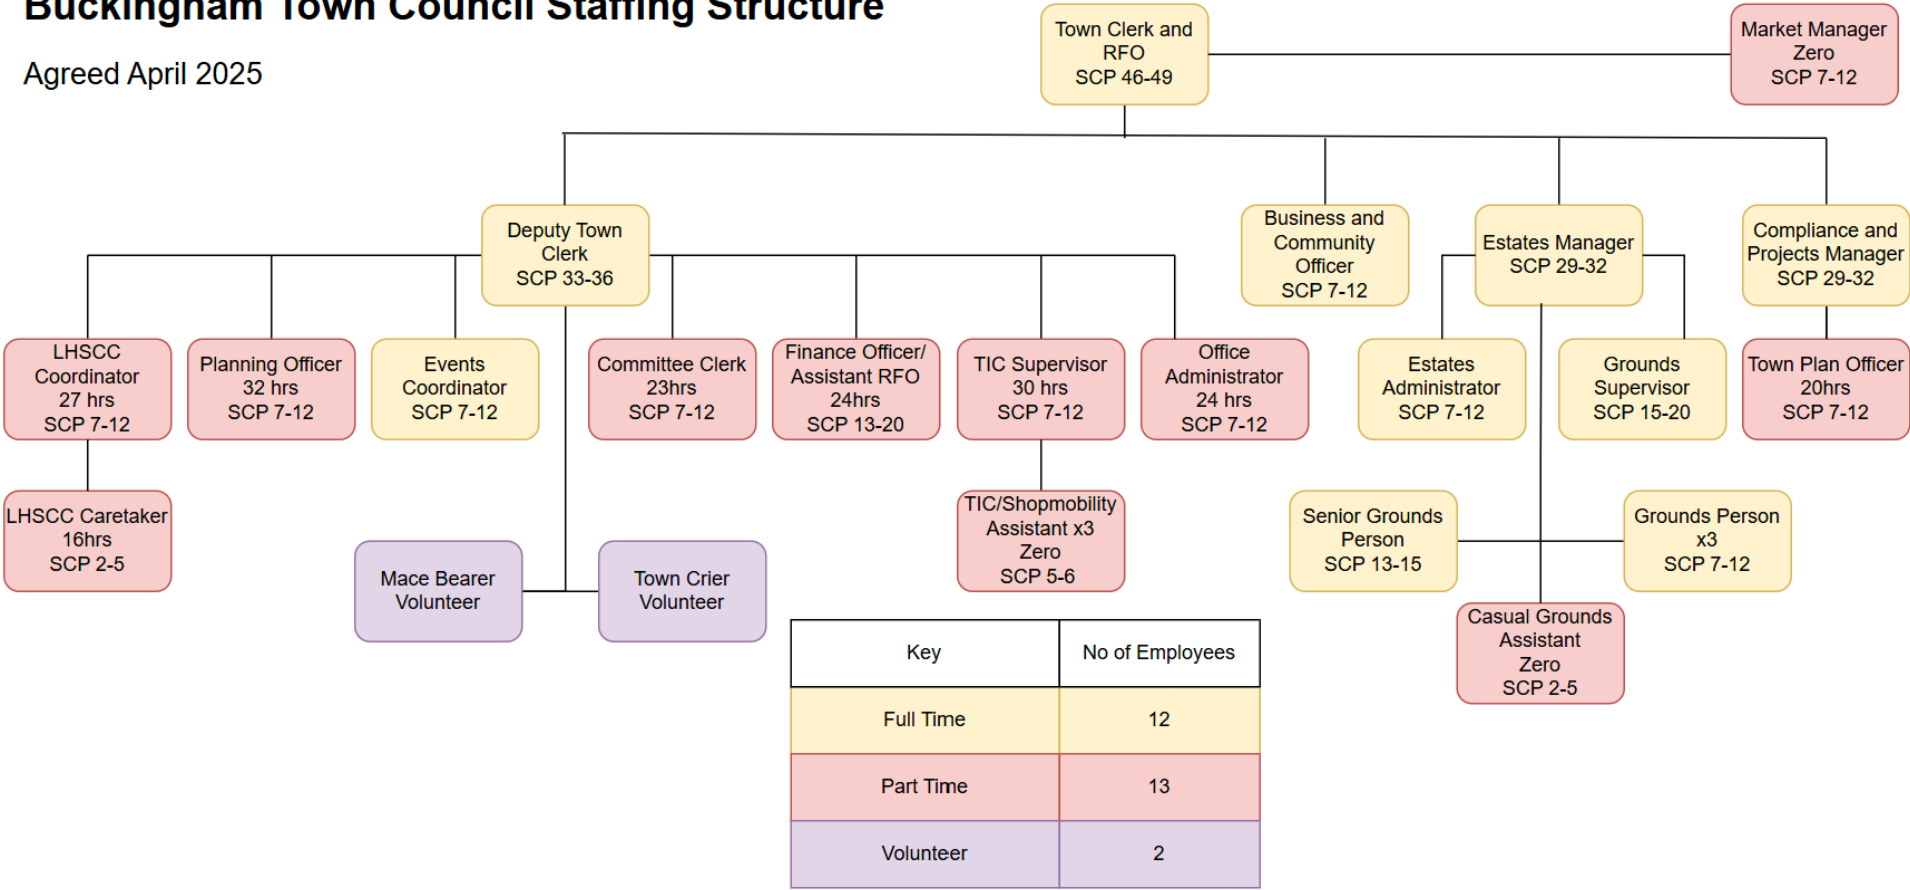 Buckingham Town Council Staffing Structure
Agreed April 2025
Town Clerk and
RFO
SCP 46-49
Market Manager
Zero
SCP 7-12
Deputy Town
Clerk
SCP 33-36
Business and
Community
Officer
SCP 7-12
Estates Manager
SCP 29-32
Compliance and
Projects Manager
SCP 29-32
LHSCC
Coordinator
27 hrs
SCP 7-12
Planning Officer
32 hrs
SCP 7-12
Events
Coordinator
SCP 7-12
Committee Clerk
23hrs
SCP 7-12
Finance Officer/
Assistant RFO
24hrs
SCP 13-20
TIC Supervisor
30 hrs
SCP 7-12
Office
Administrator
24 hrs
SCP 7-12
Estates
Administrator
SCP 7-12
Grounds
Supervisor
SCP 15-20
Town Plan Officer
20hrs
SCP 7-12
LHSCC Caretaker
16hrs
SCP 2-5
Mace Bearer
Volunteer
Town Crier
Volunteer
TIC/Shopmobility
Assistant x3
Zero
SCP 5-6
Senior Grounds
Person
SCP 13-15
Grounds Person
x3
SCP 7-12
Casual Grounds
Assistant
Zero
SCP 2-5
Key No of Employees
Full Time 12
Part Time 13
Volunteer 2